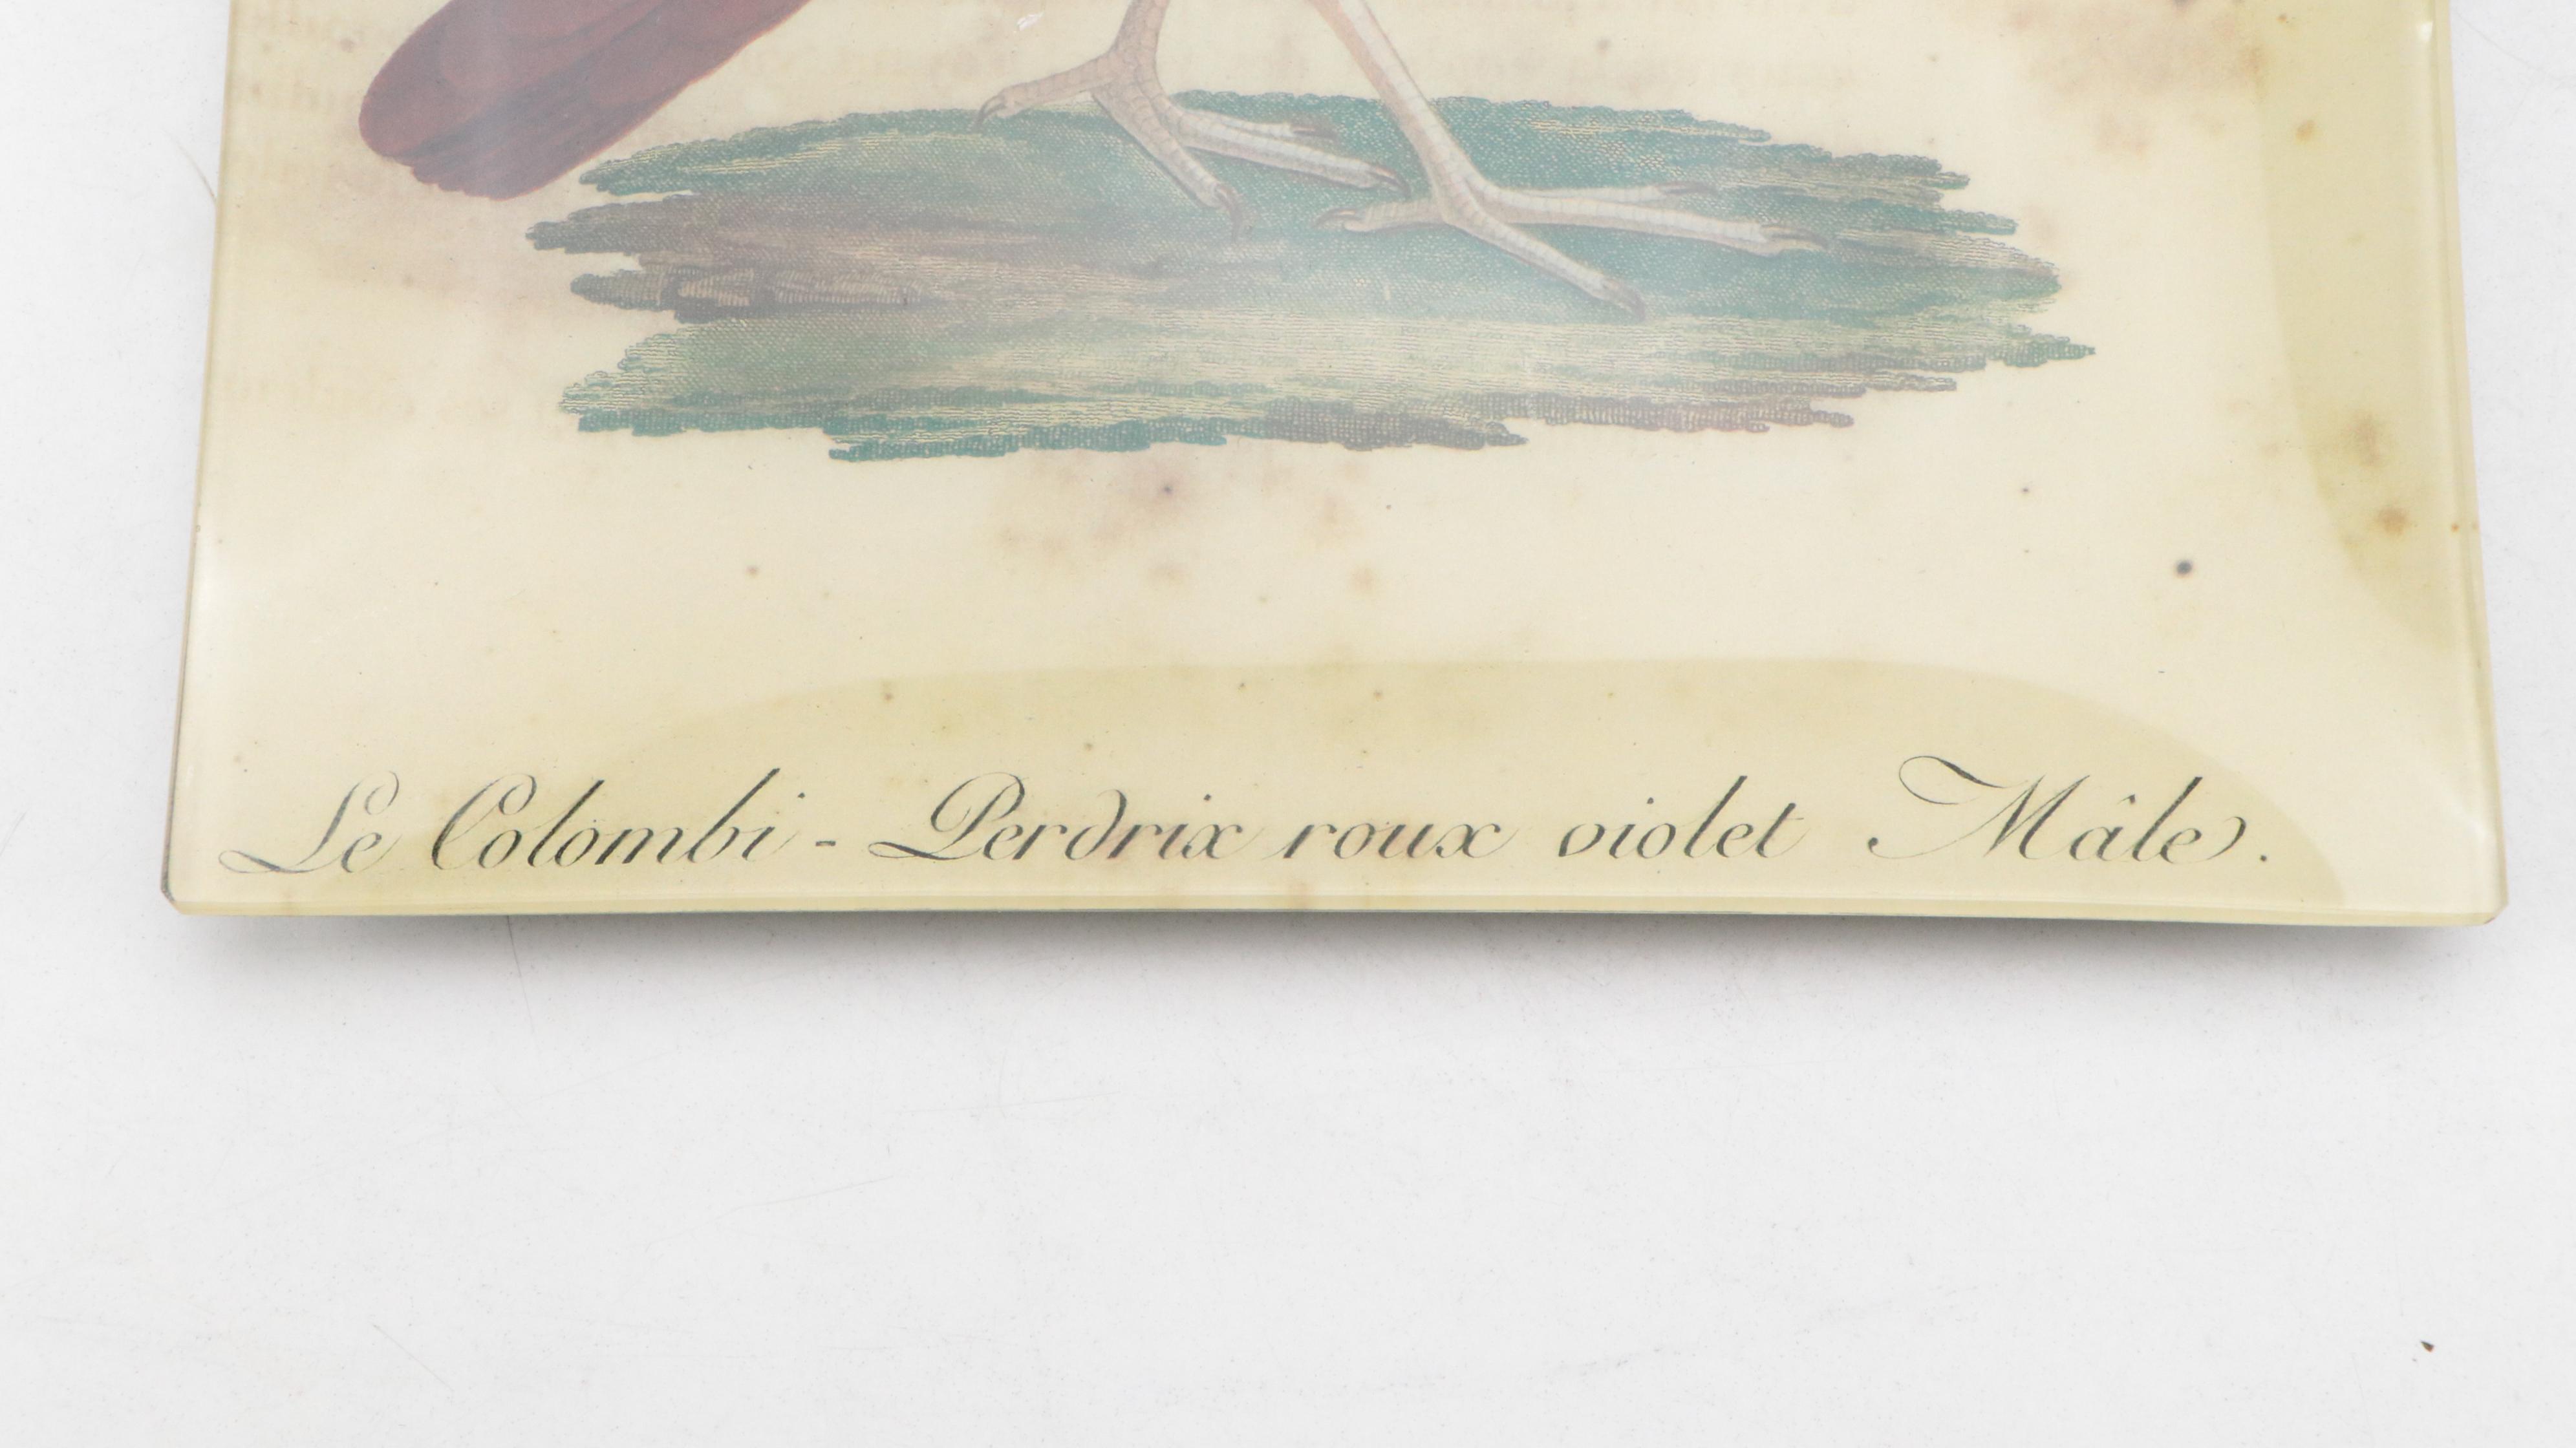 Le Colombi - Perdrix roux violet Mâle.